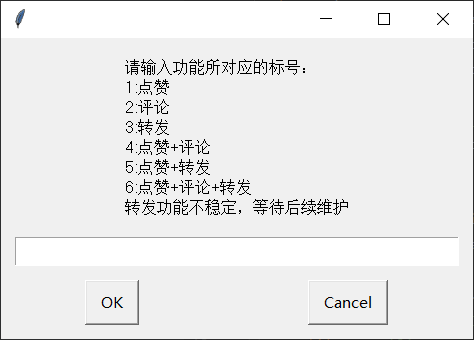 请输入功能所对应的标号：
1:点赞
2:评论
3:转发
4:点赞+评论
5:点赞+转发
6:点赞+评论+转发
转发功能不稳定，等待后续维护
OK
Cancel